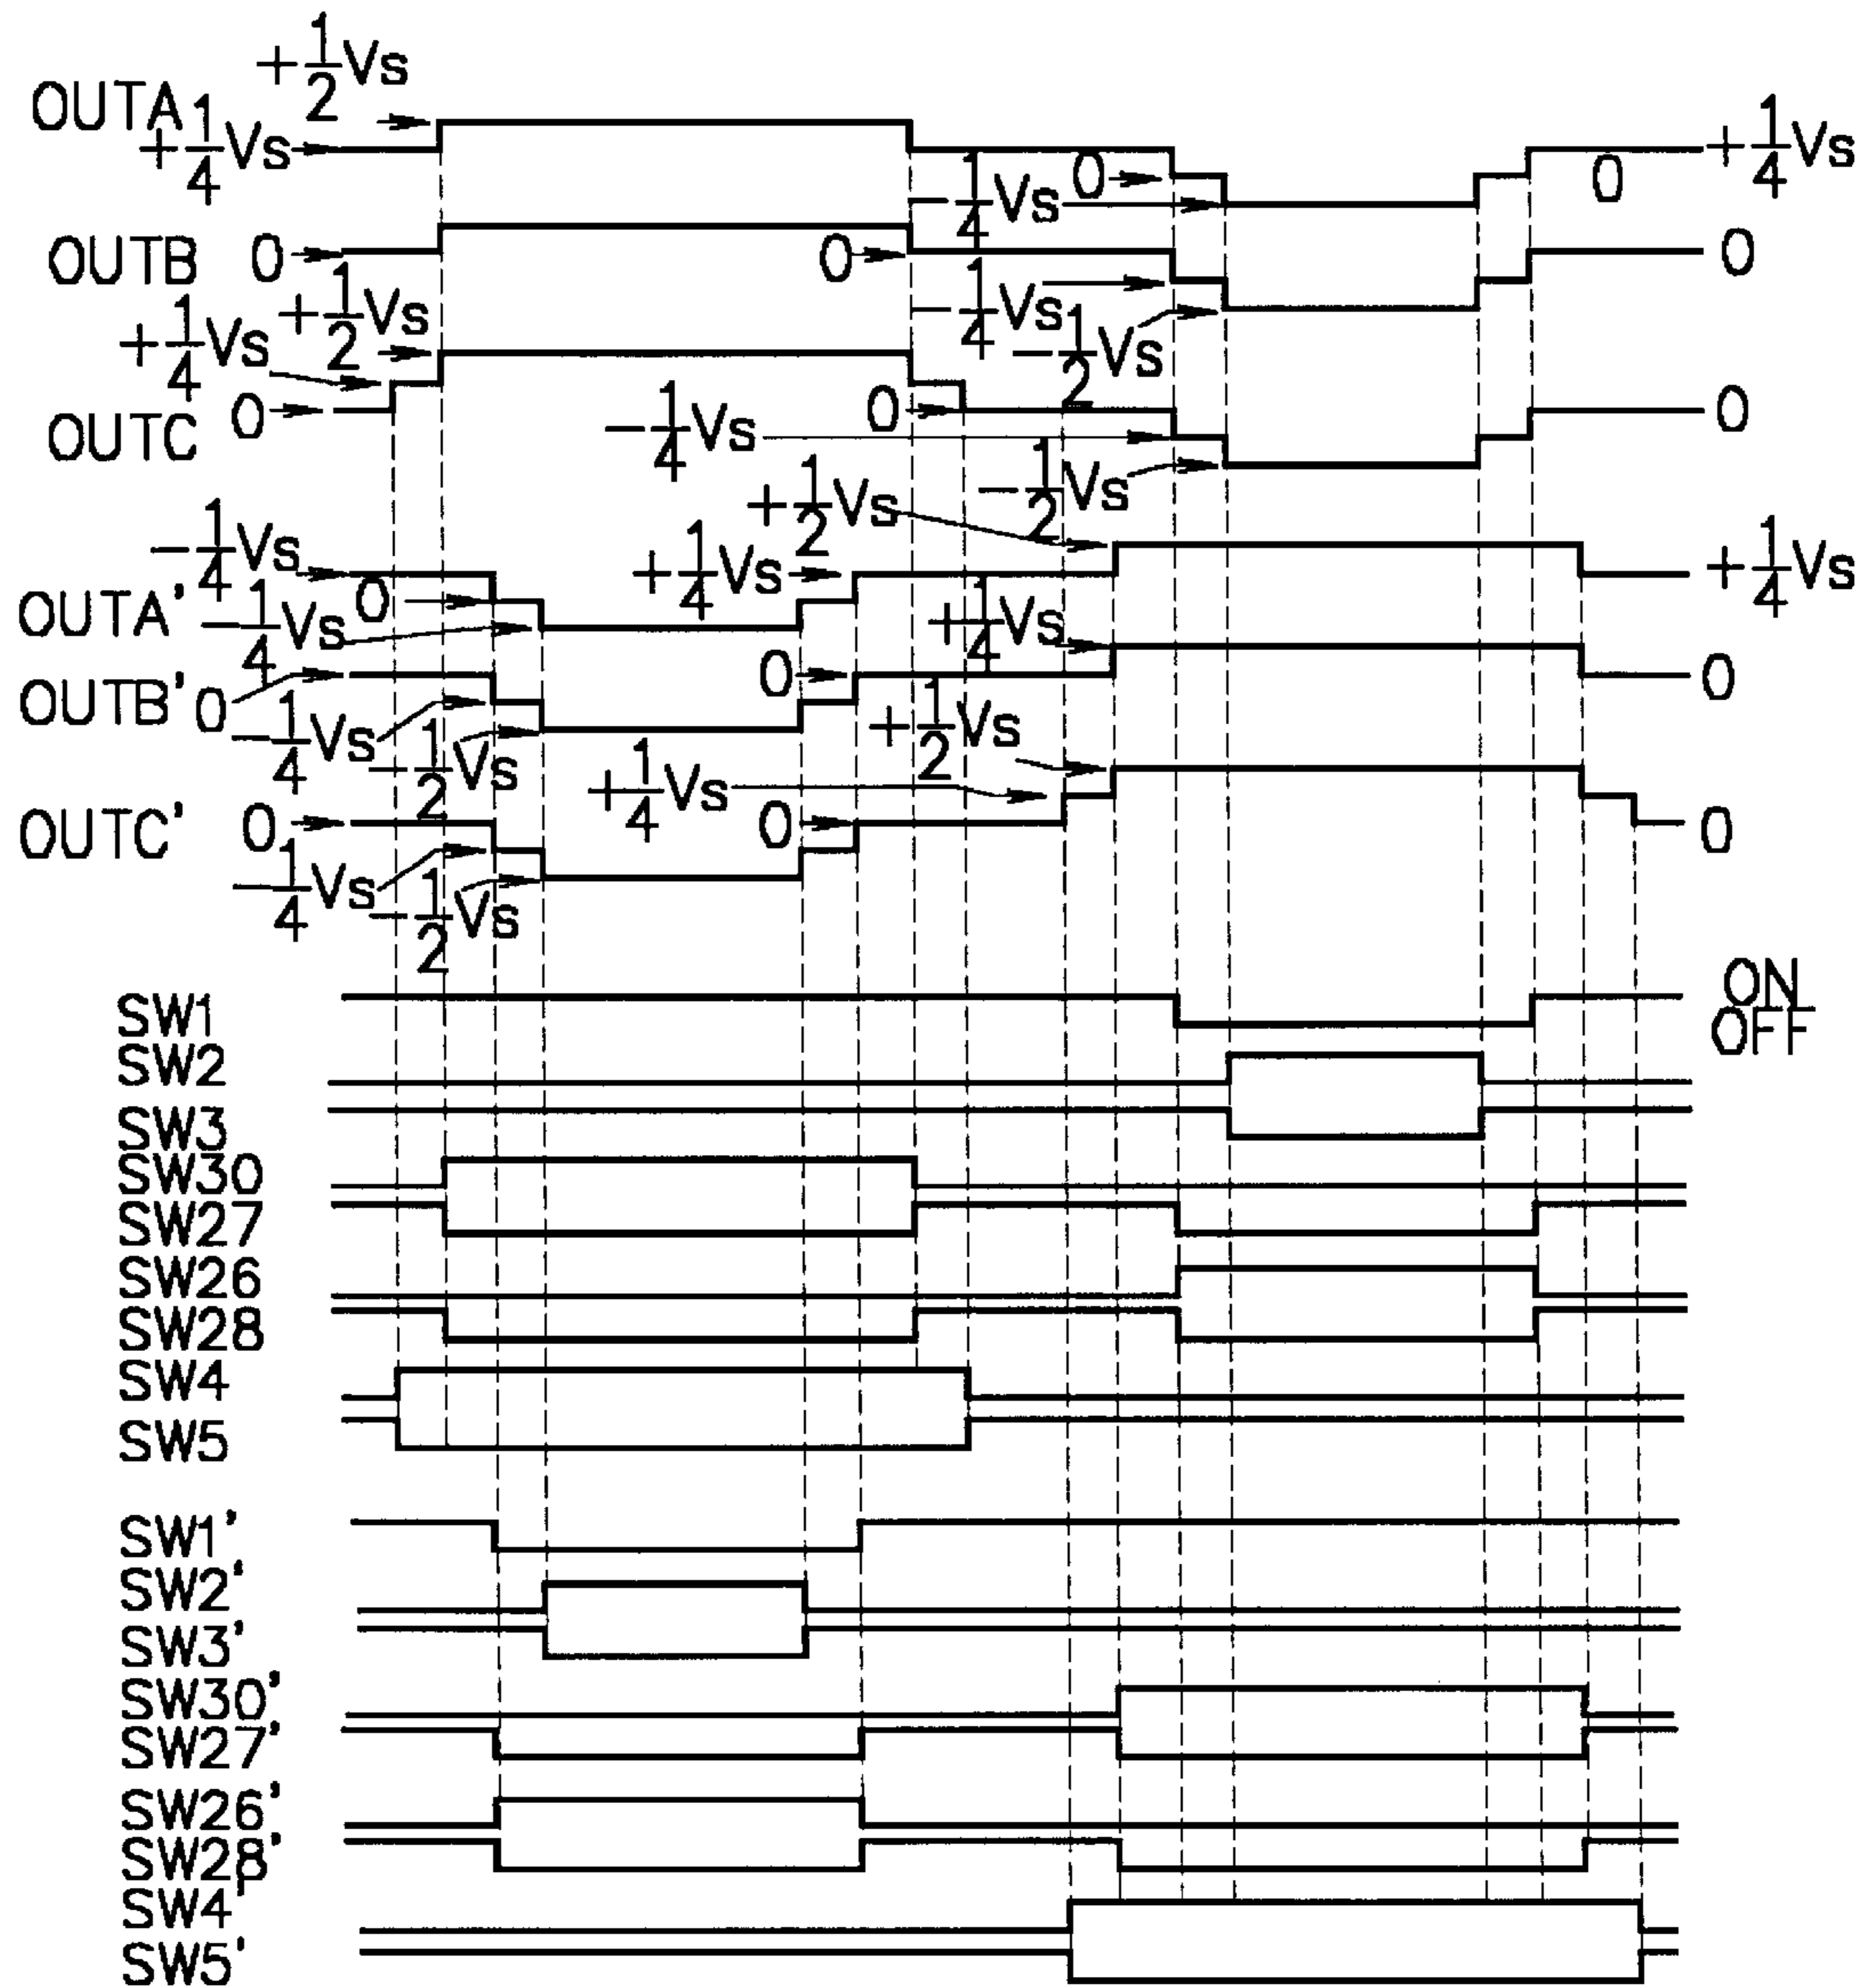 +1/2Vs
OUTA
+1/4Vs
+1/4Vs
0
0
-1/4Vs
OUTB 0
0
0
-1/4Vs
-1/2Vs
+1/2Vs
+1/4Vs
OUTC 0
0
0
-1/4Vs
-1/2Vs
+1/2Vs
-1/4Vs
+1/4Vs
+1/4Vs
OUTA' 0
-1/4Vs
+1/4Vs
OUTB' 0
0
0
-1/4Vs
-1/2Vs
+1/2Vs
+1/4Vs
OUTC' 0
0
0
-1/4Vs
-1/2Vs
ON
OFF
SW1
SW2
SW3
SW30
SW27
SW26
SW28
SW4
SW5
SW1'
SW2'
SW3'
SW30'
SW27'
SW26'
SW28'
SW4'
SW5'